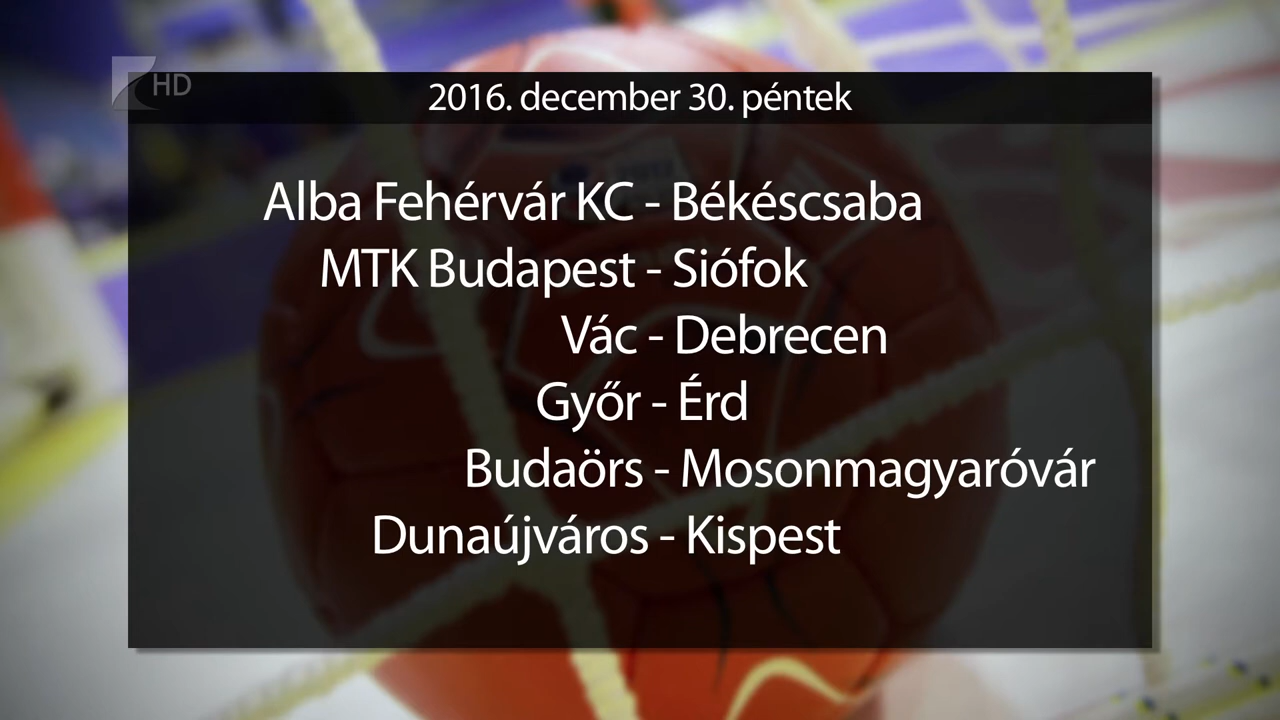 HD
2016. december 30. péntek
Alba Fehérvár KC - Békéscsaba
MTK Budapest - Siófok
Vác - Debrecen
Győr - Érd
Budaörs - Mosonmagyaróvár
Dunaújváros - Kispest